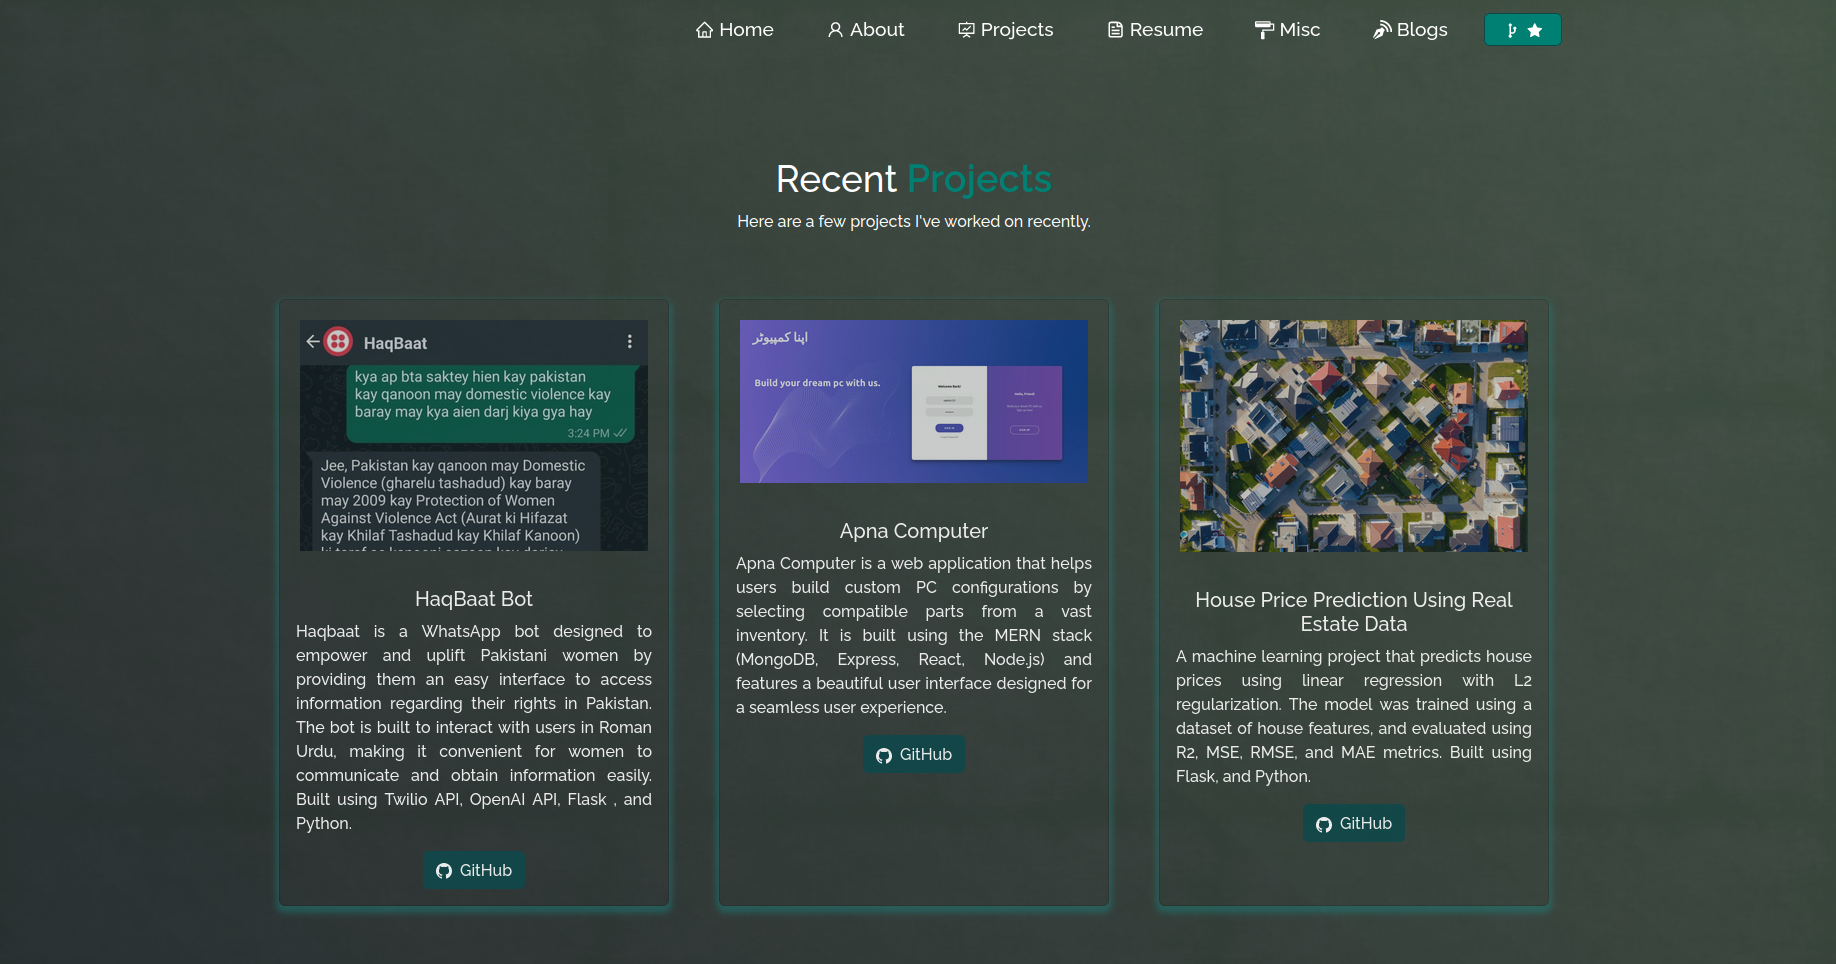 Home
About
Projects
Resume
Misc
Blogs
Recent Projects
Here are a few projects I've worked on recently.
HaqBaat
kya ap bta saktey hien kay pakistan
kay qanoon may domestic violence kay
baray may kya aien darj kiya gya hay
3:24 PM
Jee, Pakistan kay qanoon may Domestic
Violence (gharelu tashadud) kay baray
may 2009 kay Protection of Women
Against Violence Act (Aurat ki Hifazat
kay Khilaf Tashadud kay Khilaf Kanoon)
HaqBaat Bot
Haqbaat is a WhatsApp bot designed to
empower and uplift Pakistani women by
providing them an easy interface to access
information regarding their rights in Pakistan.
The bot is built to interact with users in Roman
Urdu, making it convenient for women to
communicate and obtain information easily.
Built using Twilio API, OpenAI API, Flask , and
Python.
GitHub
اپنا کمپیوٹر
Build your dream pc with us.
Welcome Back!
Hello, Friend!
SIGN IN
SIGN UP
Apna Computer
Apna Computer is a web application that helps
users build custom PC configurations by
selecting compatible parts from a vast
inventory. It is built using the MERN stack
(MongoDB, Express, React, Node.js) and
features a beautiful user interface designed for
a seamless user experience.
GitHub
House Price Prediction Using Real
Estate Data
A machine learning project that predicts house
prices using linear regression with L2
regularization. The model was trained using a
dataset of house features, and evaluated using
R2, MSE, RMSE, and MAE metrics. Built using
Flask, and Python.
GitHub